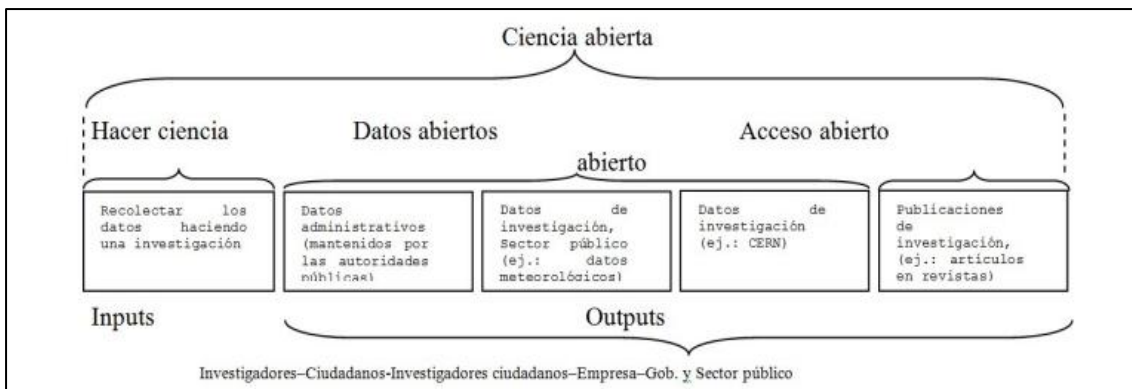 Ciencia abierta
Hacer ciencia
Datos abiertos
Acceso abierto
abierto
Recolectar los
datos haciendo
una investigación
Datos
administrativos
(mantenidos por
las autoridades
públicas)
Datos de
investigación,
Sector público
(ej.: datos
meteorológicos)
Datos de
investigación
(ej.: CERN)
Publicaciones
de
investigación,
(ej.: artículos
en revistas)
Inputs
Outputs
Investigadores–Ciudadanos-Investigadores ciudadanos–Empresa–Gob. y Sector público